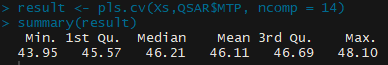 > result <- pls.cv(Xs,QSAR$MTP, ncomp = 14)
> summary(result)
Min. 1st Qu. Median Mean 3rd Qu. Max.
43.95 45.57 46.21 46.11 46.69 48.10